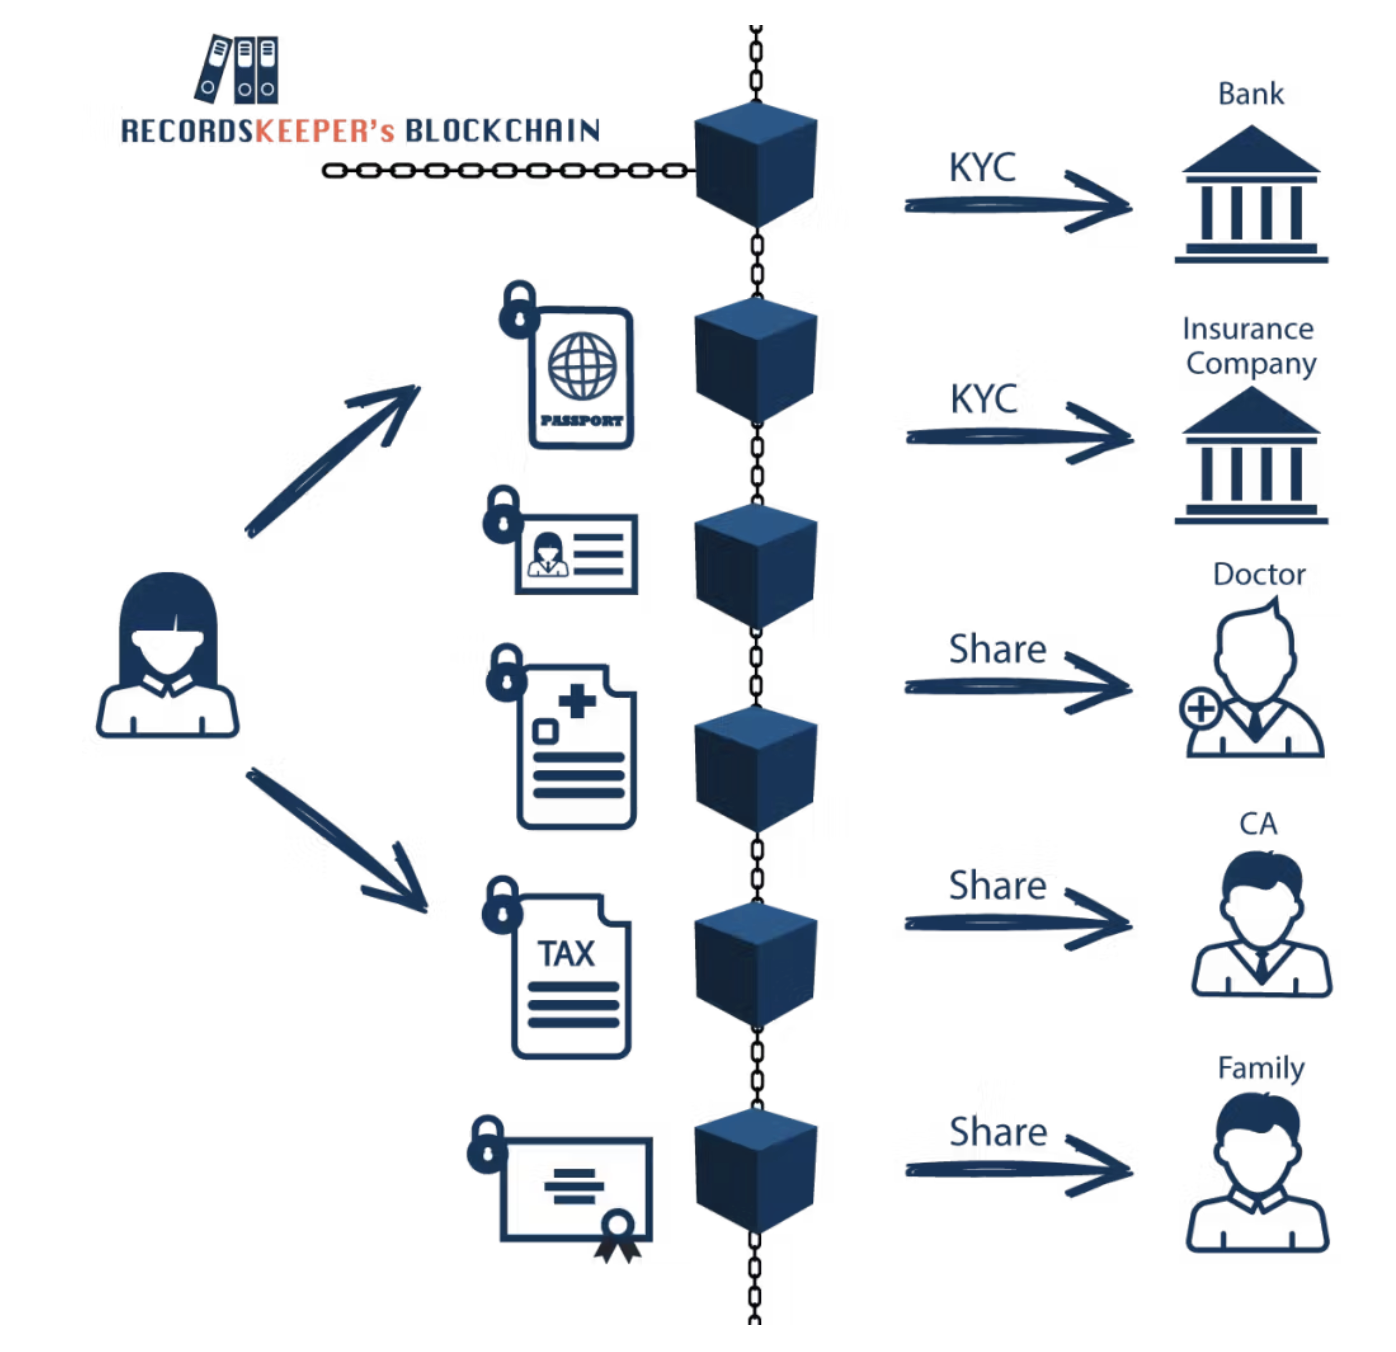 RECORDSKEEPER's BLOCKCHAIN
KYC
Bank
PASSPORT
KYC
Insurance
Company
Share
Doctor
TAX
Share
CA
Share
Family